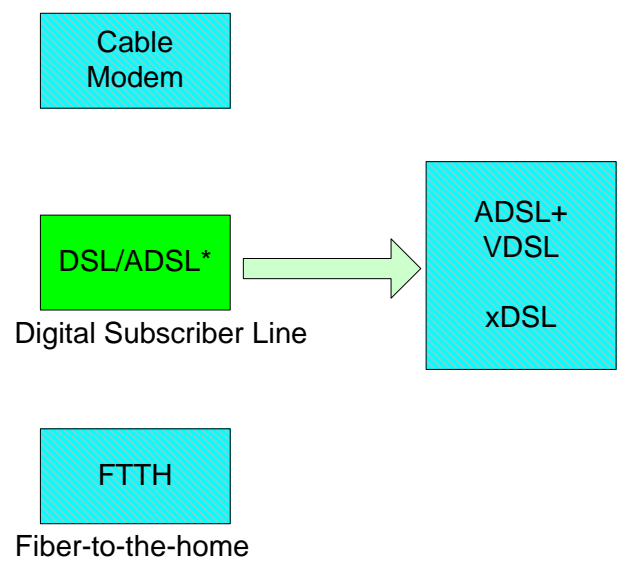 Cable
Modem
DSL/ADSL*
Digital Subscriber Line
ADSL+
VDSL
xDSL
FTTH
Fiber-to-the-home